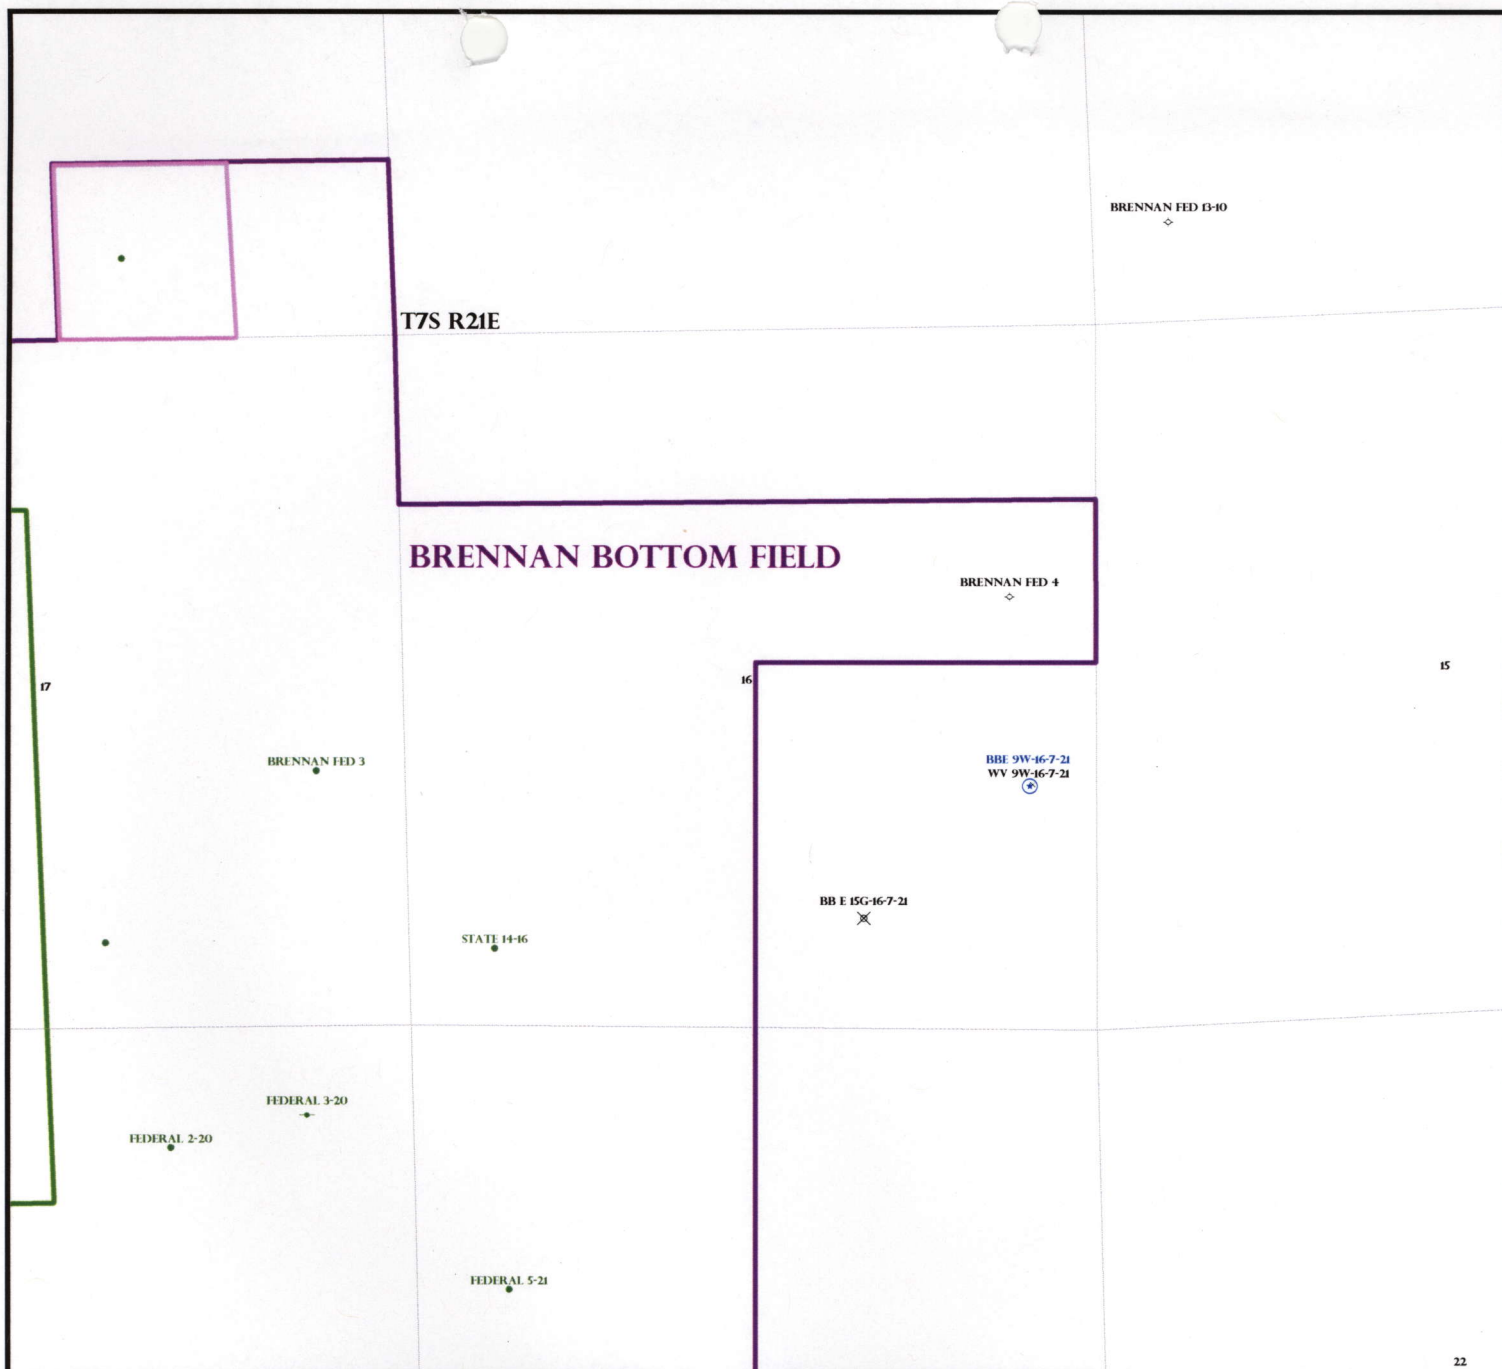 BRENNAN FED 13-10
T7S R21E
BRENNAN BOTTOM FIELD
BRENNAN FED 4
15
16
17
BRENNAN FED 3
BBE 9W-16-7-21
WV 9W-16-7-21
BB E 15G-16-7-21
STATE 14-16
FEDERAL 3-20
FEDERAL 2-20
FEDERAL 5-21
22